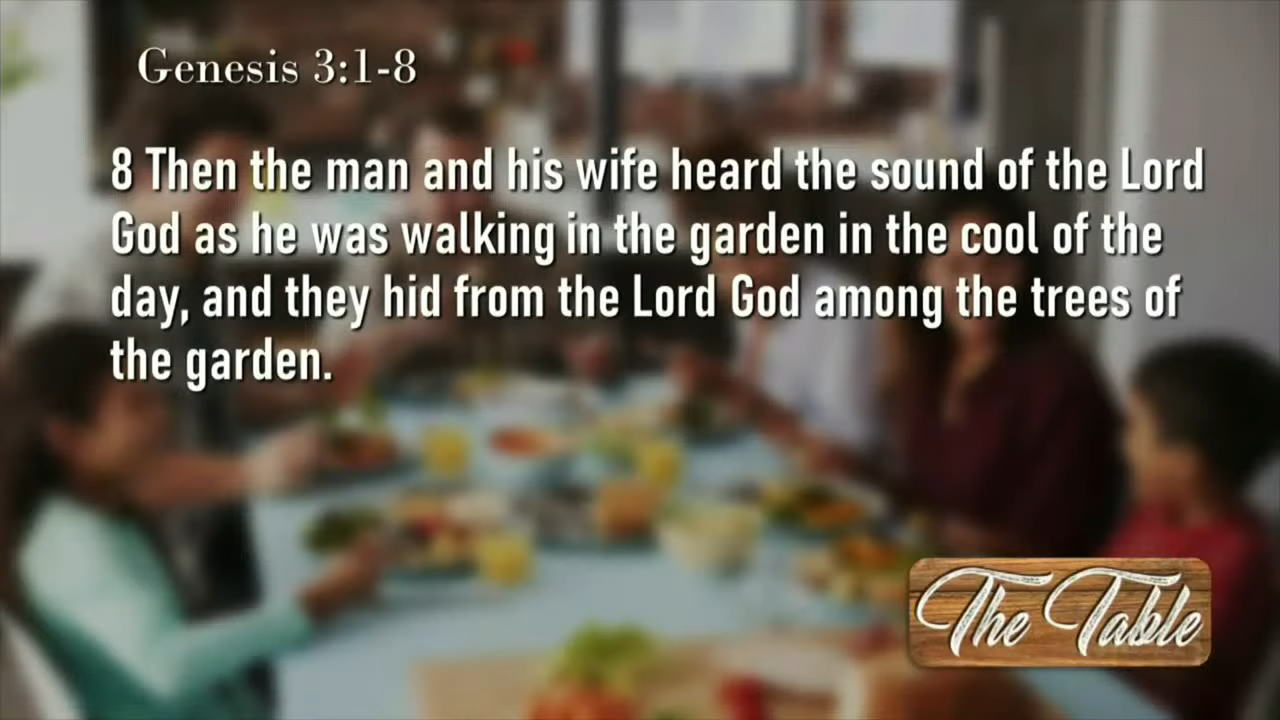 Genesis 3:1-8
8 Then the man and his wife heard the sound of the Lord
God as he was walking in the garden in the cool of the
day, and they hid from the Lord God among the trees of
the garden.
The Table